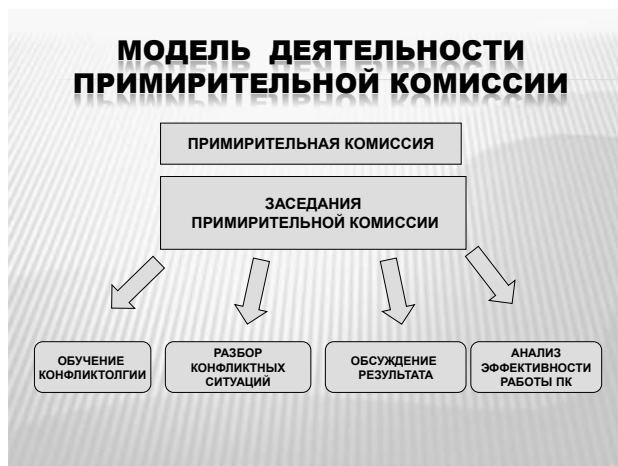 МОДЕЛЬ ДЕЯТЕЛЬНОСТИ
ПРИМИРИТЕЛЬНОЙ КОМИССИИ
ПРИМИРИТЕЛЬНАЯ КОМИССИЯ
ЗАСЕДАНИЯ
ПРИМИРИТЕЛЬНОЙ КОМИССИИ
ОБУЧЕНИЕ
КОНФЛИКТОЛГИИ
РАЗБОР
КОНФЛИКТНЫХ
СИТУАЦИЙ
ОБСУЖДЕНИЕ
РЕЗУЛЬТАТА
АНАЛИЗ
ЭФФЕКТИВНОСТИ
РАБОТЫ ПК